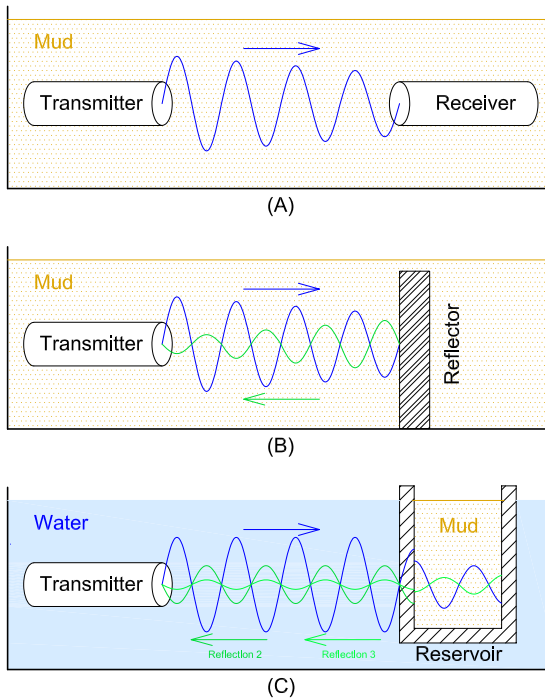 Mud
Transmitter
Receiver
(A)
Mud
Transmitter
Reflector
(B)
Water
Mud
Transmitter
Reflection 2
Reflection 3
Reservoir
(C)